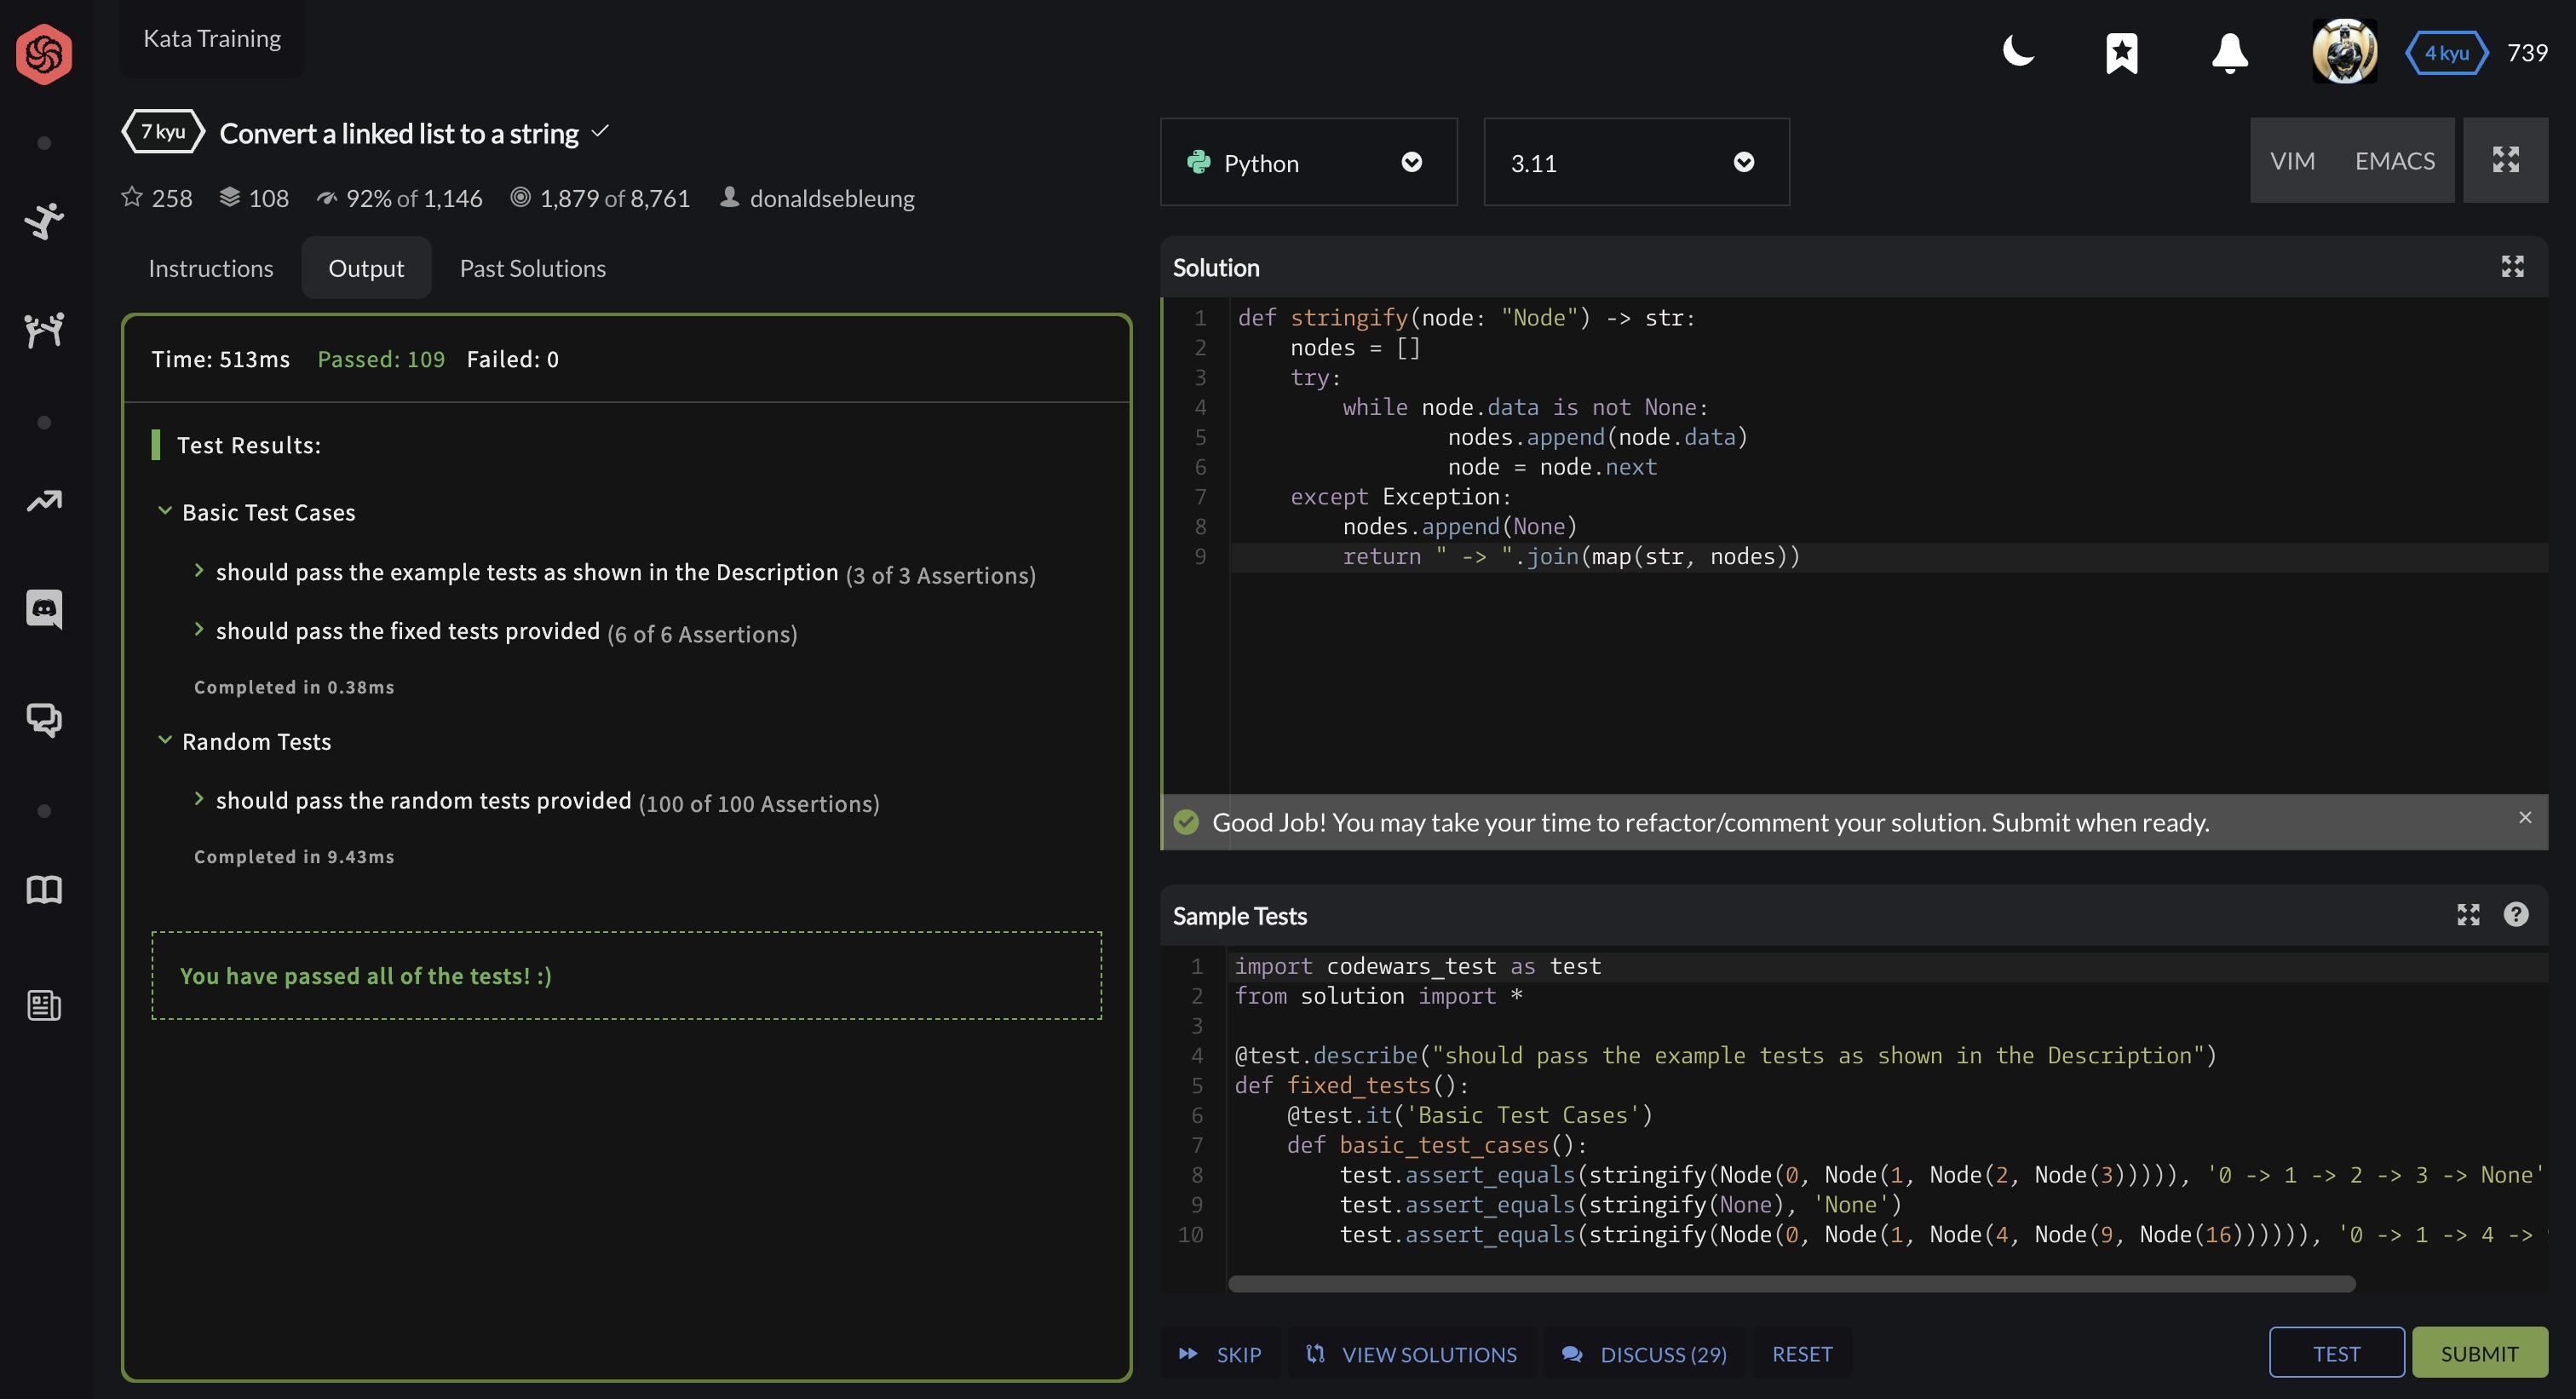 Kata Training
4 kyu 739
7 kyu Convert a linked list to a string
258 108 92% of 1,146 1,879 of 8,761 donaldsebleung
Instructions Output Past Solutions
Time: 513ms Passed: 109 Failed: 0
Test Results:
Basic Test Cases
should pass the example tests as shown in the Description (3 of 3 Assertions)
should pass the fixed tests provided (6 of 6 Assertions)
Completed in 0.38ms
Random Tests
should pass the random tests provided (100 of 100 Assertions)
Completed in 9.43ms
You have passed all of the tests! :)
Python 3.11 VIM EMACS
Solution
1 def stringify(node: "Node") -> str:
2     nodes = []
3     try:
4         while node.data is not None:
5                 nodes.append(node.data)
6                 node = node.next
7     except Exception:
8         nodes.append(None)
9         return " -> ".join(map(str, nodes))
Good Job! You may take your time to refactor/comment your solution. Submit when ready.
Sample Tests
1 import codewars_test as test
2 from solution import *
3
4 @test.describe("should pass the example tests as shown in the Description")
5 def fixed_tests():
6     @test.it('Basic Test Cases')
7     def basic_test_cases():
8         test.assert_equals(stringify(Node(0, Node(1, Node(2, Node(3))))), '0 -> 1 -> 2 -> 3 -> None'
9         test.assert_equals(stringify(None), 'None')
10         test.assert_equals(stringify(Node(0, Node(1, Node(4, Node(9, Node(16)))))), '0 -> 1 -> 4 ->
SKIP VIEW SOLUTIONS DISCUSS (29) RESET TEST SUBMIT